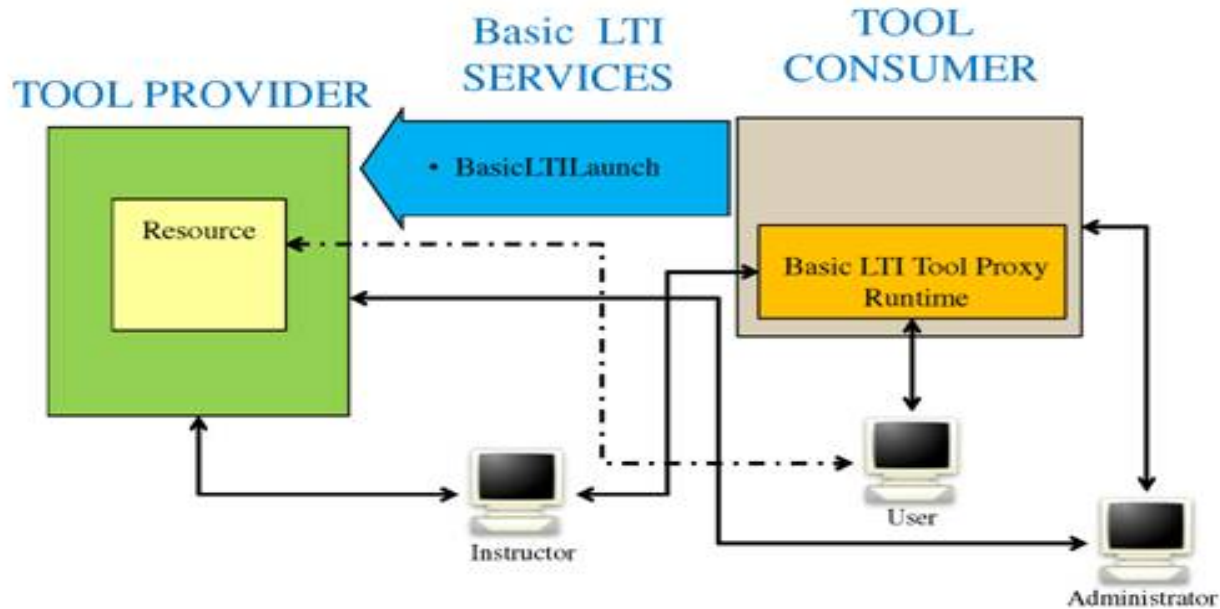 Basic LTI
SERVICES
TOOL
CONSUMER
TOOL PROVIDER
• BasicLTILaunch
Resource
Basic LTI Tool Proxy
Runtime
User
Instructor
Administrator